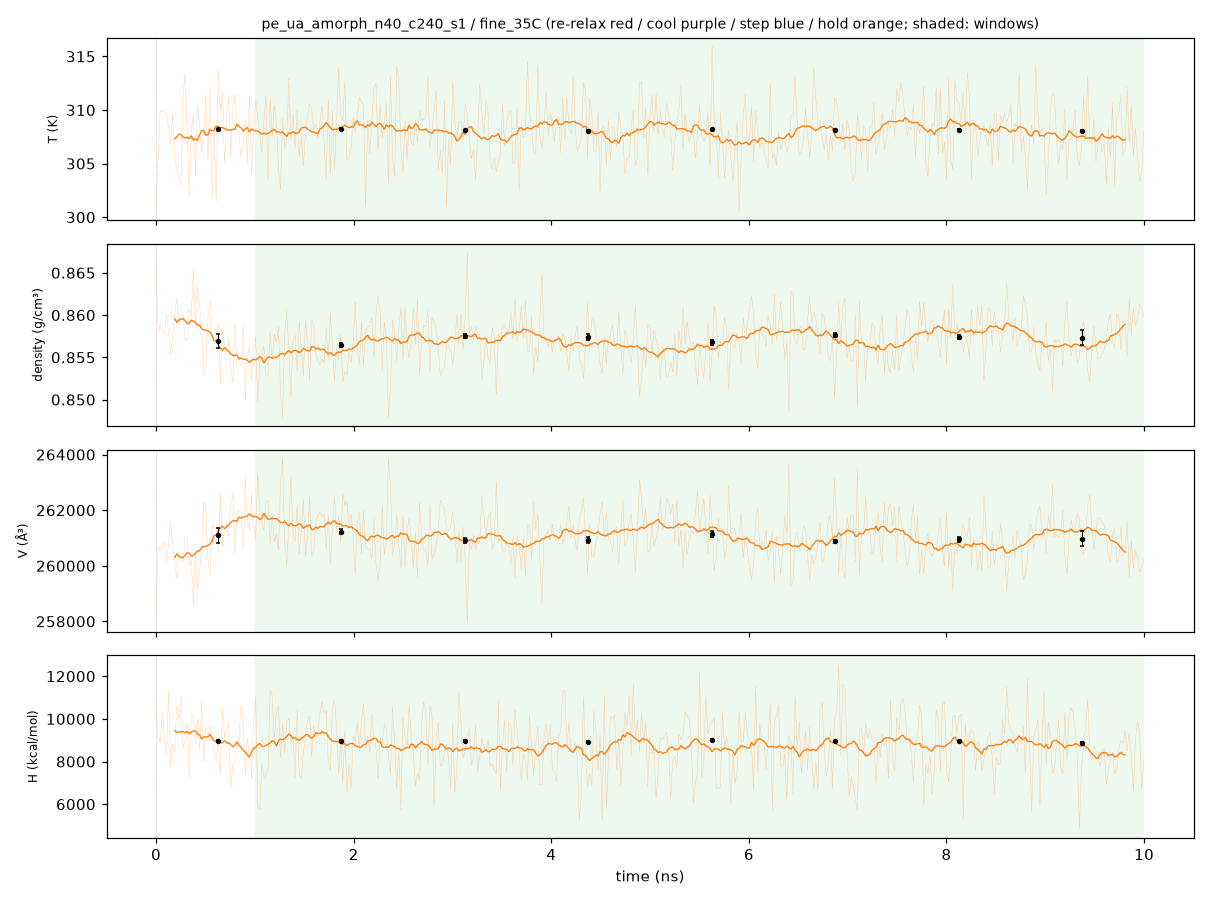 pe_ua_amorph_n40_c240_s1 / fine_35C (re-relax red / cool purple / step blue / hold orange; shaded: windows)
T (K)
315
310
305
300
density (g/cm³)
0.865
0.860
0.855
0.850
V (Å³)
264000
262000
260000
258000
H (kcal/mol)
12000
10000
8000
6000
0 2 4 6 8 10
time (ns)